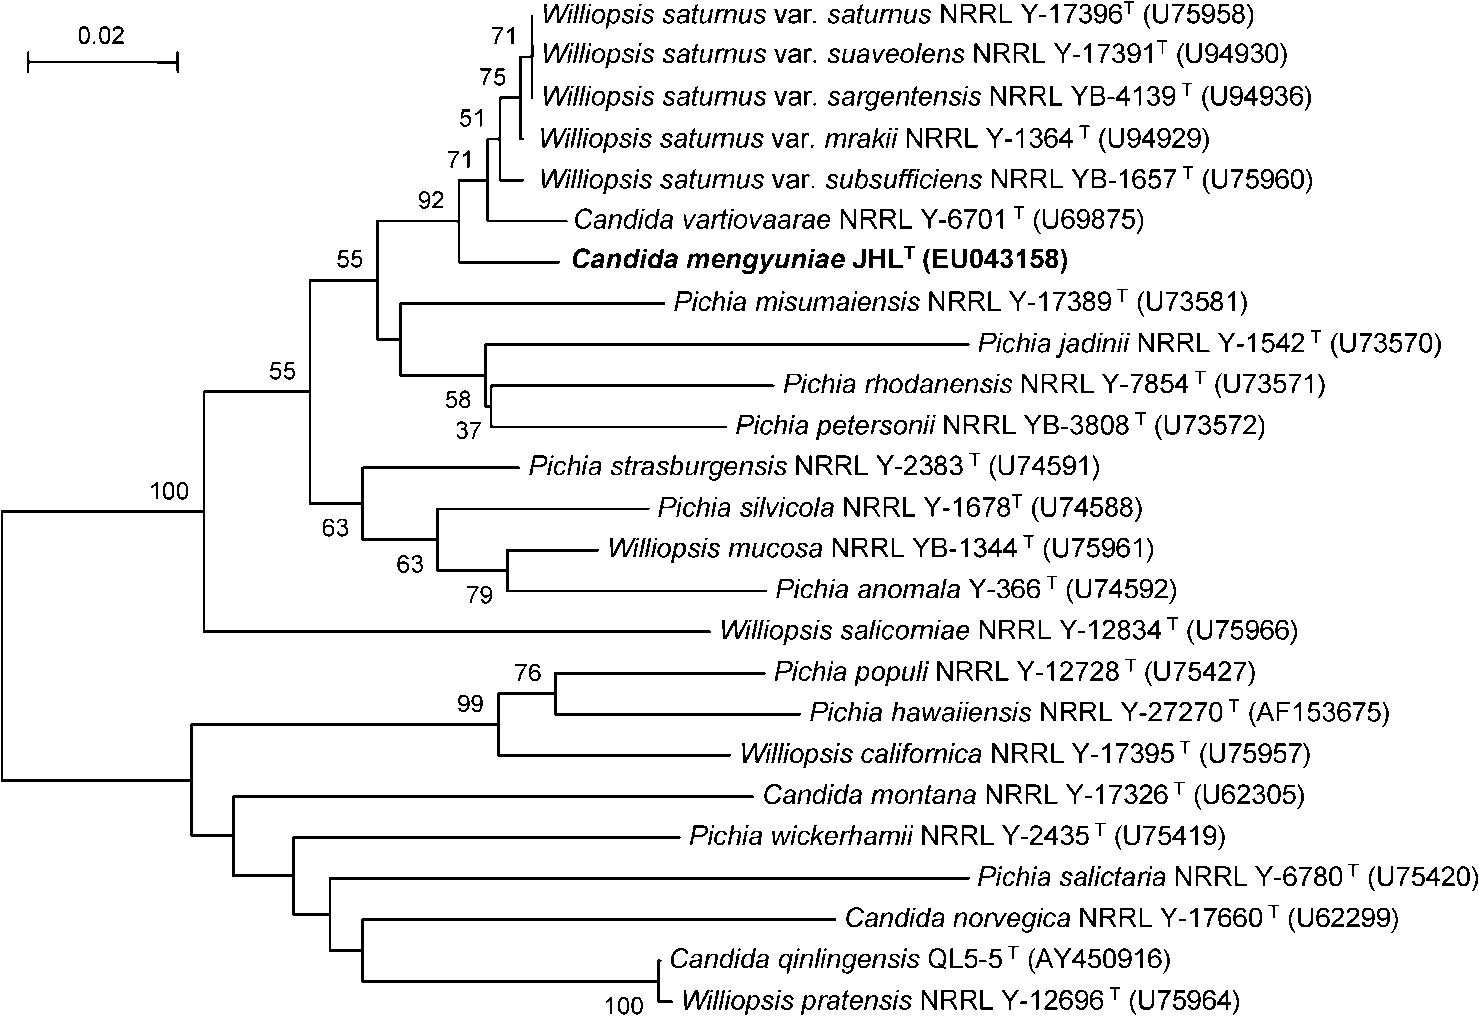 Williopsis saturnus var. saturnus NRRL Y-17396T (U75958)
0.02
71
Williopsis saturnus var. suaveolens NRRL Y-17391T (U94930)
75
Williopsis saturnus var. sargentensis NRRL YB-4139 T (U94936)
51
Williopsis saturnus var. mrakii NRRL Y-1364 T (U94929)
71
Williopsis saturnus var. subsufficiens NRRL YB-1657 T (U75960)
92
Candida vartiovaarae NRRL Y-6701 T (U69875)
55
Candida mengyuniae JHLT (EU043158)
Pichia misumaiensis NRRL Y-17389 T (U73581)
Pichia jadinii NRRL Y-1542 T (U73570)
55
Pichia rhodanensis NRRL Y-7854 T (U73571)
58
Pichia petersonii NRRL YB-3808 T (U73572)
37
Pichia strasburgensis NRRL Y-2383 T (U74591)
100
Pichia silvicola NRRL Y-1678T (U74588)
63
Williopsis mucosa NRRL YB-1344 T (U75961)
63
Pichia anomala Y-366 T (U74592)
79
Williopsis salicorniae NRRL Y-12834 T (U75966)
76
Pichia populi NRRL Y-12728 T (U75427)
99
Pichia hawaiiensis NRRL Y-27270 T (AF153675)
Williopsis californica NRRL Y-17395 T (U75957)
Candida montana NRRL Y-17326 T (U62305)
Pichia wickerhamii NRRL Y-2435 T (U75419)
Pichia salictaria NRRL Y-6780 T (U75420)
Candida norvegica NRRL Y-17660 T (U62299)
Candida qinlingensis QL5-5 T (AY450916)
100
Williopsis pratensis NRRL Y-12696 T (U75964)